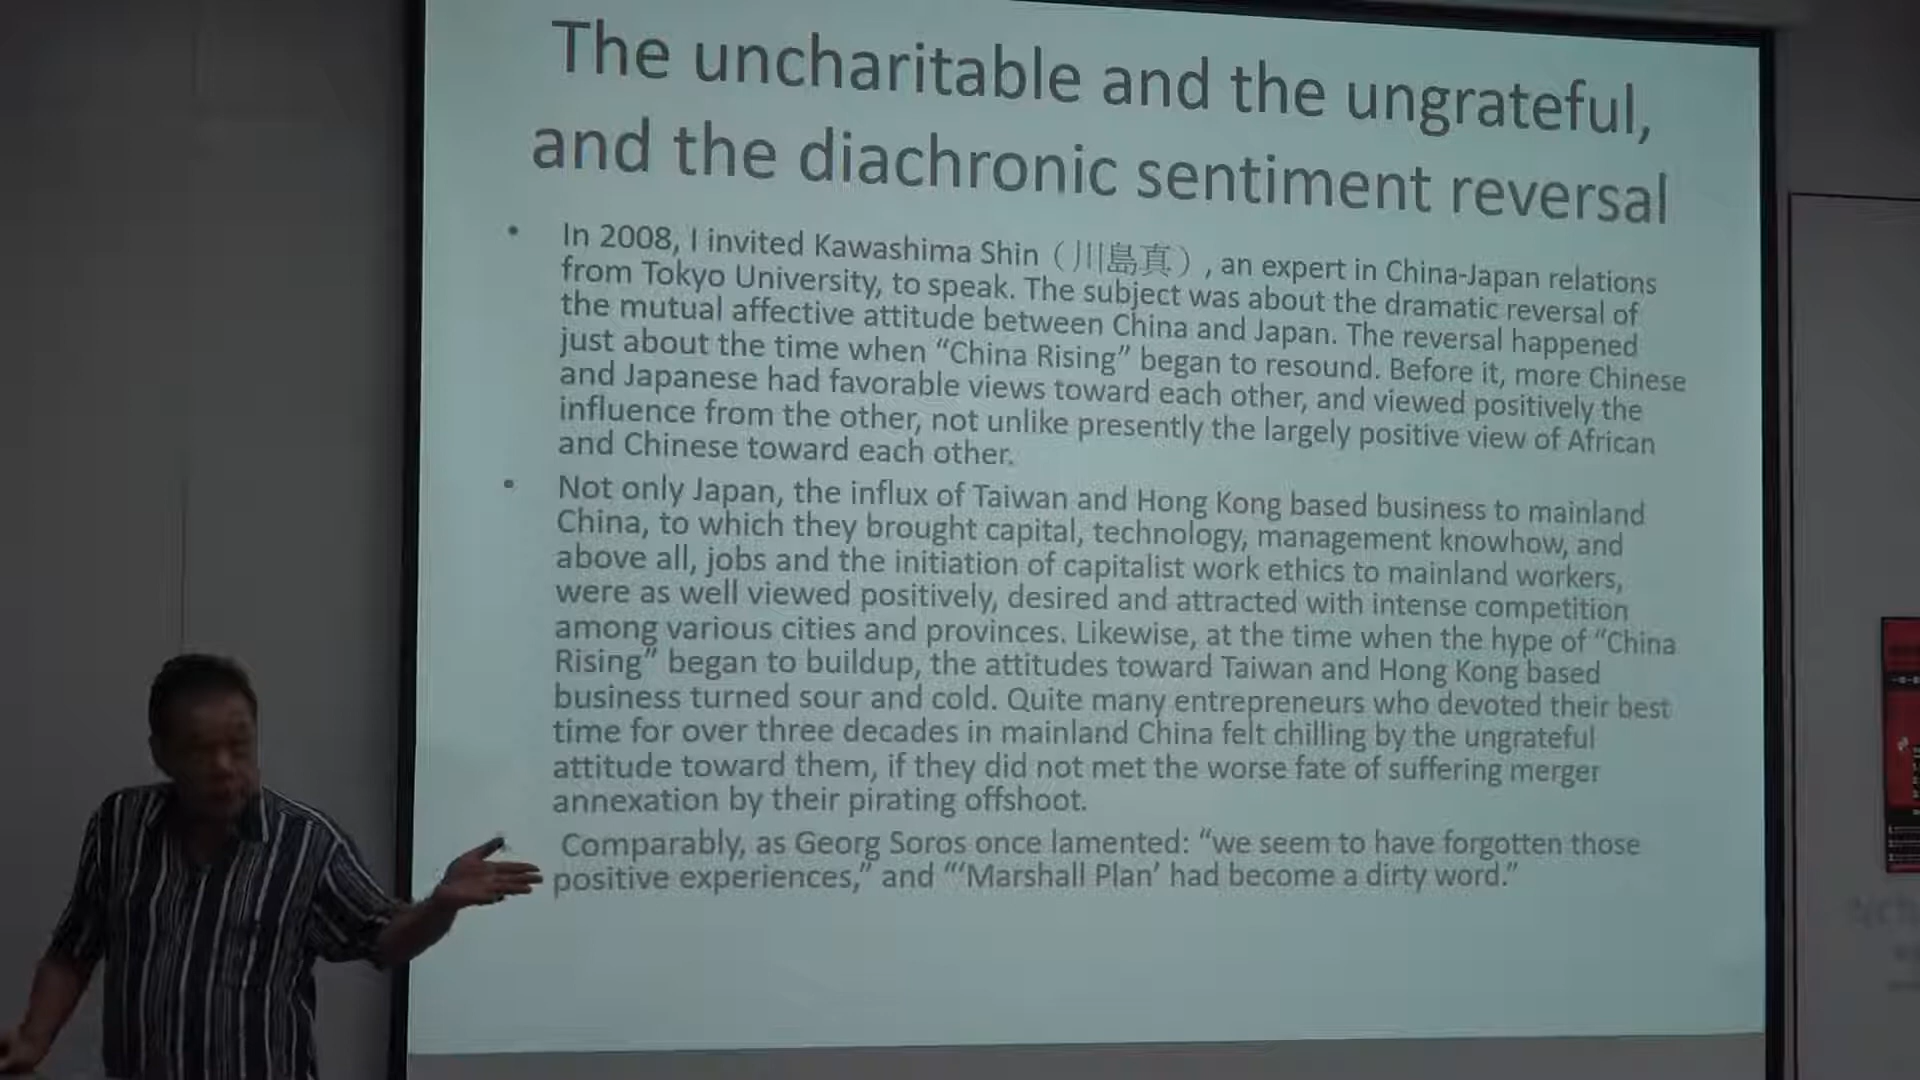 The uncharitable and the ungrateful,
and the diachronic sentiment reversal
• In 2008, I invited Kawashima Shin（川島真）, an expert in China-Japan relations
from Tokyo University, to speak. The subject was about the dramatic reversal of
the mutual affective attitude between China and Japan. The reversal happened
just about the time when “China Rising” began to resound. Before it, more Chinese
and Japanese had favorable views toward each other, and viewed positively the
influence from the other, not unlike presently the largely positive view of African
and Chinese toward each other.
• Not only Japan, the influx of Taiwan and Hong Kong based business to mainland
China, to which they brought capital, technology, management knowhow, and
above all, jobs and the initiation of capitalist work ethics to mainland workers,
were as well viewed positively, desired and attracted with intense competition
among various cities and provinces. Likewise, at the time when the hype of “China
Rising” began to buildup, the attitudes toward Taiwan and Hong Kong based
business turned sour and cold. Quite many entrepreneurs who devoted their best
time for over three decades in mainland China felt chilling by the ungrateful
attitude toward them, if they did not met the worse fate of suffering merger
annexation by their pirating offshoot.
Comparably, as Georg Soros once lamented: “we seem to have forgotten those
positive experiences,” and “‘Marshall Plan’ had become a dirty word.”